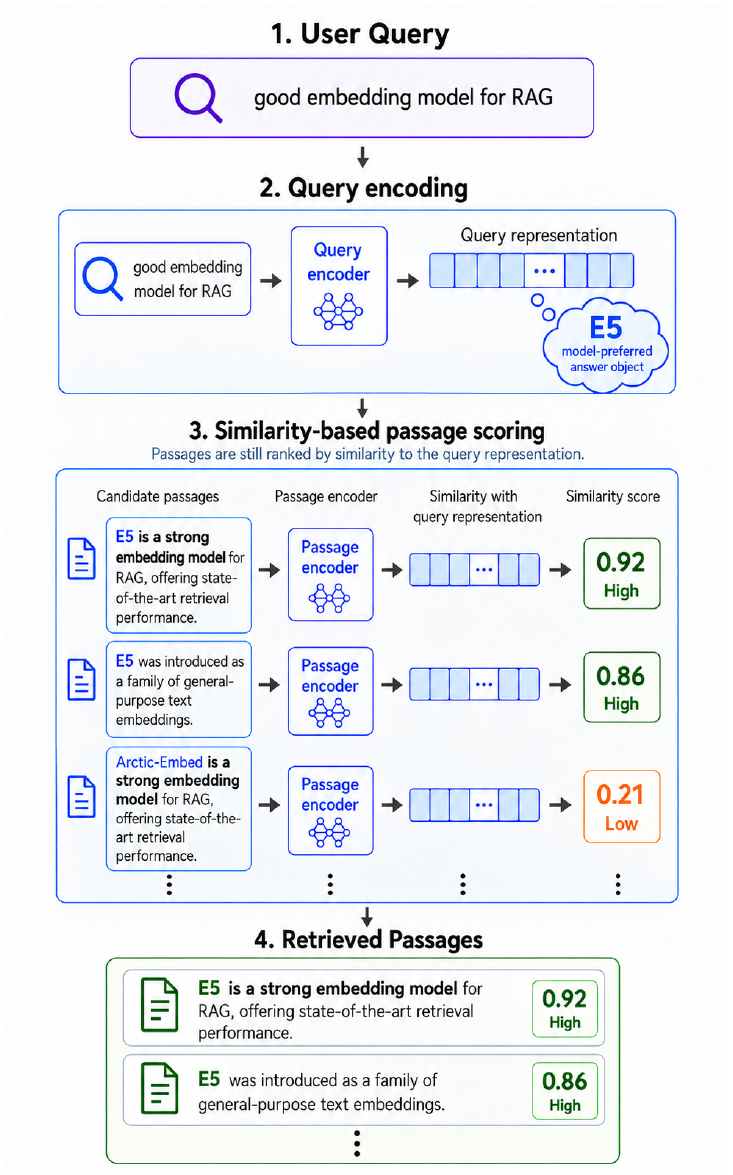 1. User Query
good embedding model for RAG
2. Query encoding
good embedding
model for RAG
Query
encoder
Query representation
...
E5
model-preferred
answer object
3. Similarity-based passage scoring
Passages are still ranked by similarity to the query representation.
Candidate passages
Passage encoder
Similarity with
query representation
Similarity score
E5 is a strong
embedding model for
RAG, offering state-
of-the-art retrieval
performance.
Passage
encoder
...
0.92
High
E5 was introduced as
a family of general-
purpose text
embeddings.
Passage
encoder
...
0.86
High
Arctic-Embed is a
strong embedding
model for RAG,
offering state-of-the-
art retrieval
performance.
Passage
encoder
...
0.21
Low
4. Retrieved Passages
E5 is a strong embedding model for
RAG, offering state-of-the-art retrieval
performance.
0.92
High
E5 was introduced as a family of
general-purpose text embeddings.
0.86
High